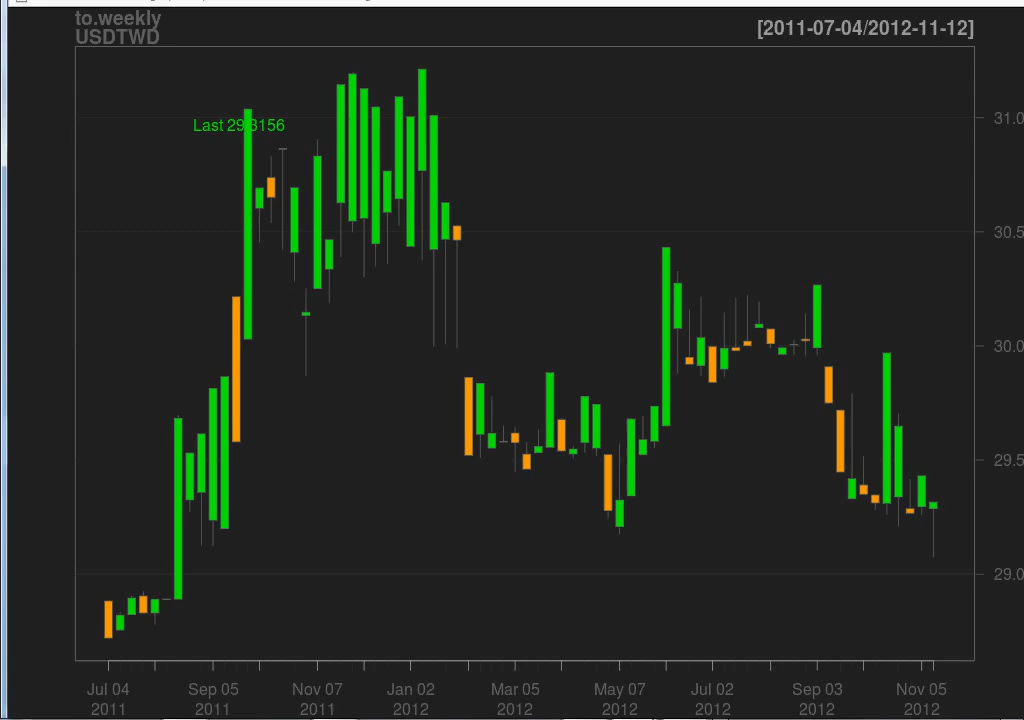 to.weekly
USDTWD
[2011-07-04/2012-11-12]
Last 29.3156
31.0
30.5
30.0
29.5
29.0
Jul 04 Sep 05 Nov 07 Jan 02 Mar 05 May 07 Jul 02 Sep 03 Nov 05
2011 2011 2011 2012 2012 2012 2012 2012 2012